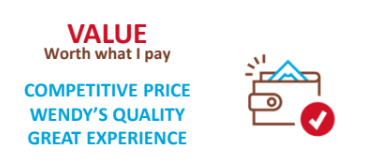 VALUE
Worth what I pay
COMPETITIVE PRICE
WENDY'S QUALITY
GREAT EXPERIENCE